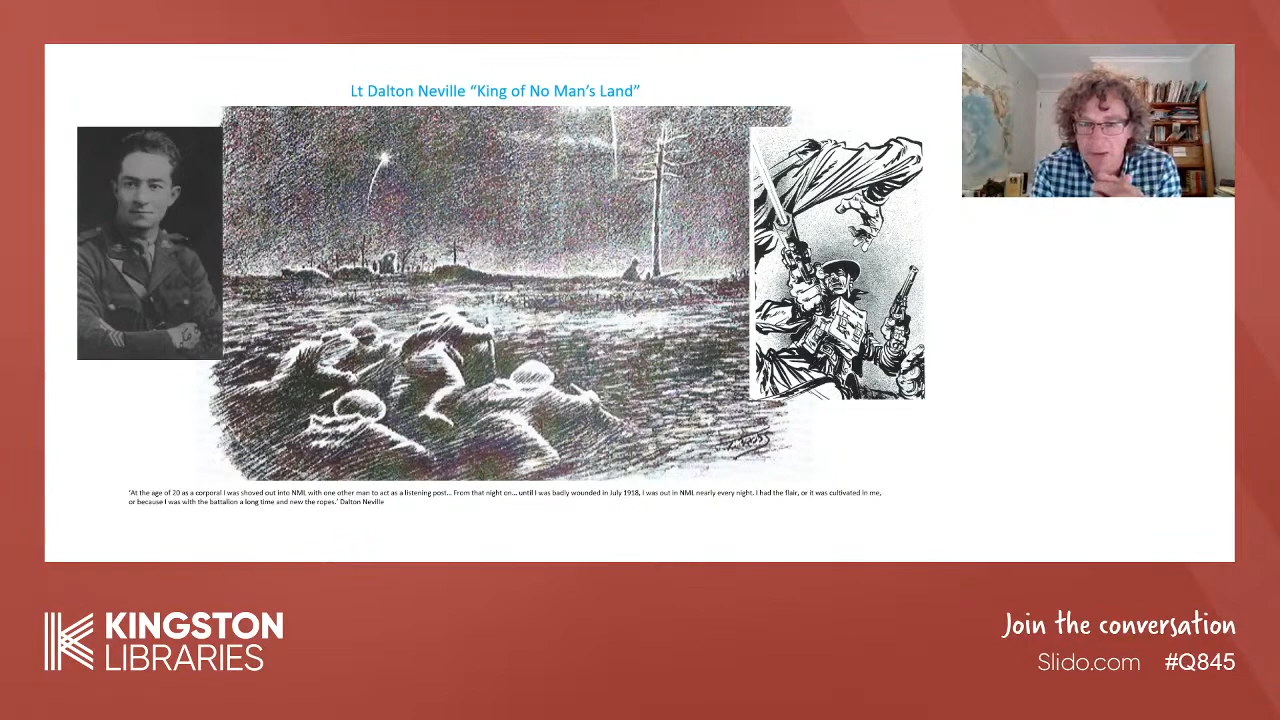 Lt Dalton Neville “King of No Man’s Land”
‘At the age of 20 as a corporal I was shoved out into NML with one other man to act as a listening post... From that night on... until I was badly wounded in July 1918, I was out in NML nearly every night. I had the flair, or it was cultivated in me,
or because I was with the battalion a long time and new the ropes.’ Dalton Neville
KINGSTON
LIBRARIES
Join the conversation
Slido.com #Q845